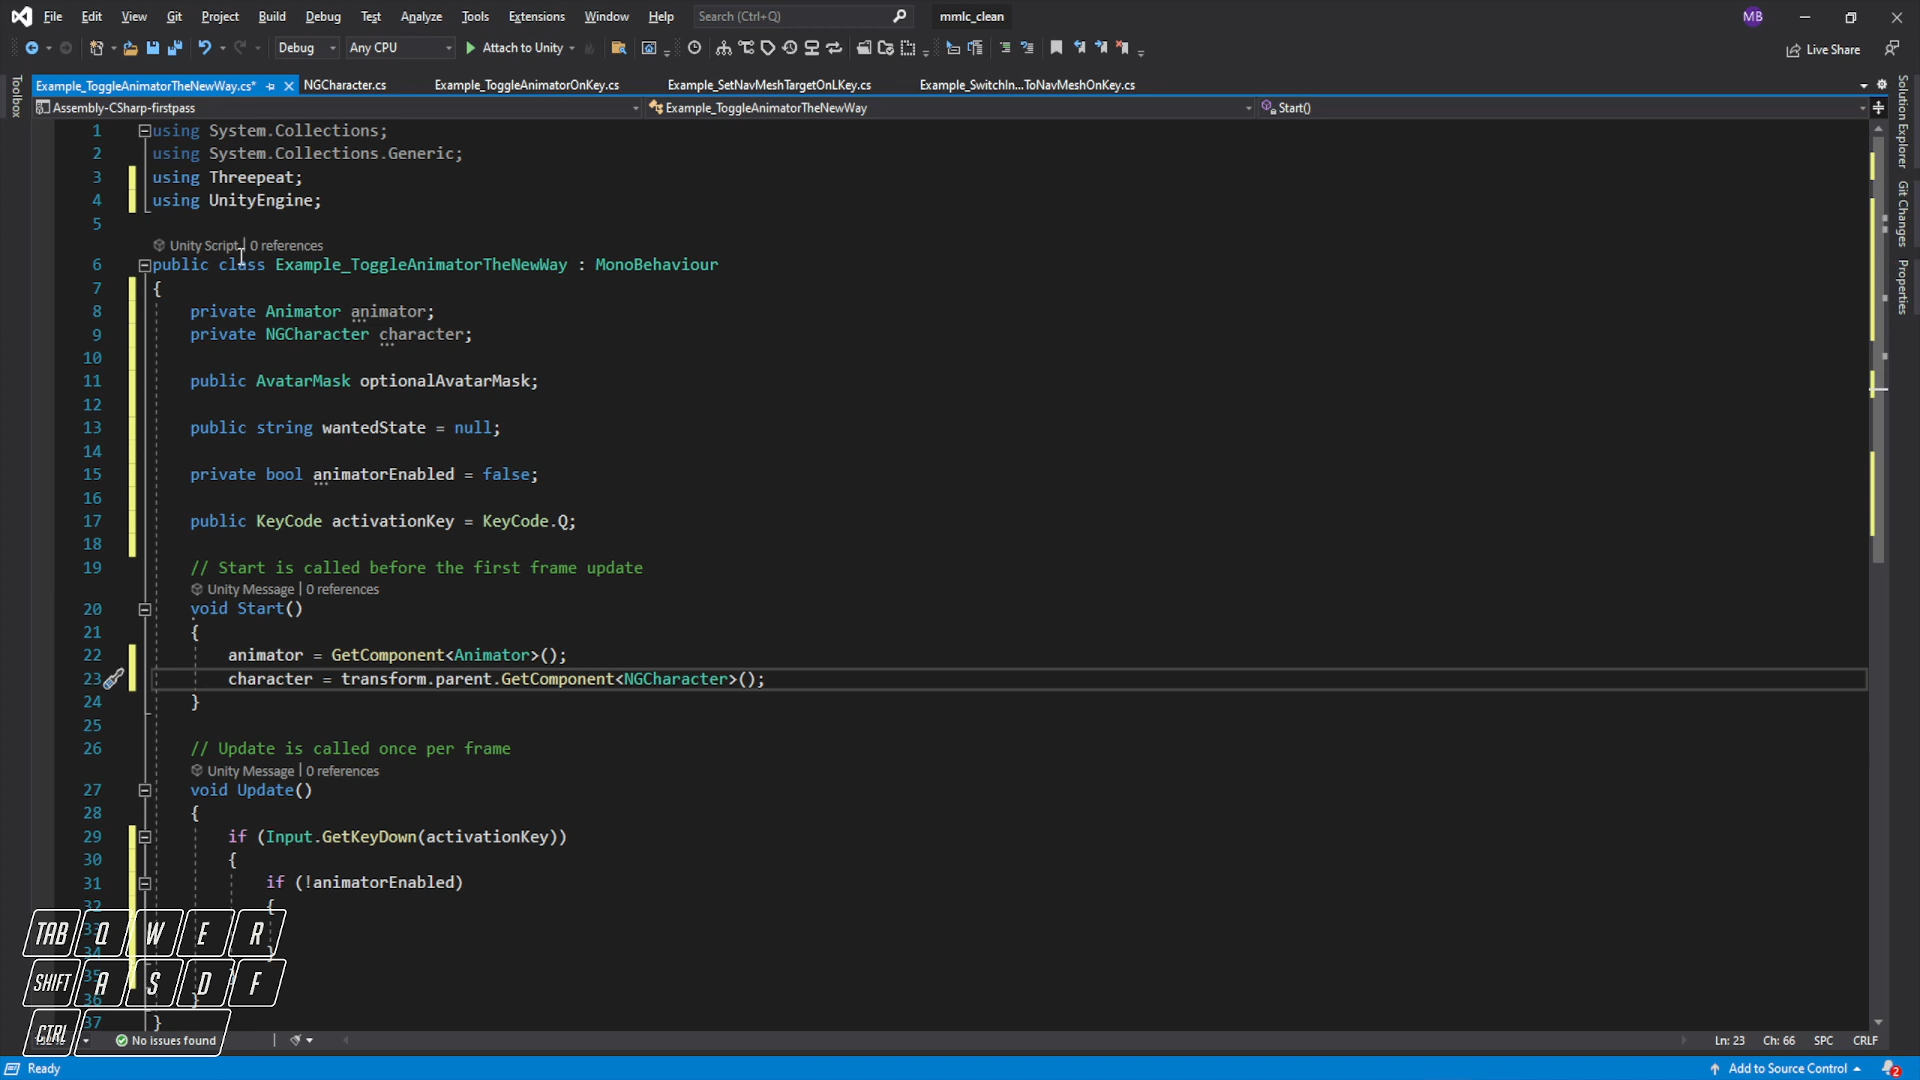 File Edit View Git Project Build Debug Test Analyze Tools Extensions Window Help Search (Ctrl+Q) mmlc_clean MB
Debug Any CPU Attach to Unity Live Share
Example_ToggleAnimatorTheNewWay.cs* NGCharacter.cs Example_ToggleAnimatorOnKey.cs Example_SetNavMeshTargetOnLKey.cs Example_SwitchIn...ToNavMeshOnKey.cs
Assembly-CSharp-firstpass Example_ToggleAnimatorTheNewWay Start()
Toolbox
Solution Explorer
Git Changes
Properties
1 using System.Collections;
2 using System.Collections.Generic;
3 using Threepeat;
4 using UnityEngine;
5
Unity Script | 0 references
6 public class Example_ToggleAnimatorTheNewWay : MonoBehaviour
7 {
8 private Animator animator;
9 private NGCharacter character;
10
11 public AvatarMask optionalAvatarMask;
12
13 public string wantedState = null;
14
15 private bool animatorEnabled = false;
16
17 public KeyCode activationKey = KeyCode.Q;
18
19 // Start is called before the first frame update
Unity Message | 0 references
20 void Start()
21 {
22 animator = GetComponent<Animator>();
23 character = transform.parent.GetComponent<NGCharacter>();
24 }
25
26 // Update is called once per frame
Unity Message | 0 references
27 void Update()
28 {
29 if (Input.GetKeyDown(activationKey))
30 {
31 if (!animatorEnabled)
32 {
TAB Q W E R
}
SHIFT A S D F
36 }
37 }
CTRL
No issues found Ln: 23 Ch: 66 SPC CRLF
Ready Add to Source Control 2